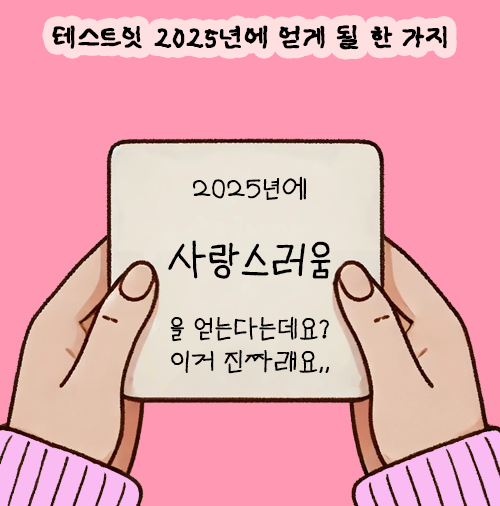 테스트잇 2025년에 얻게 될 한 가지
2025년에
사랑스러움
을 얻는다는데요?
이거 진짜래요,,